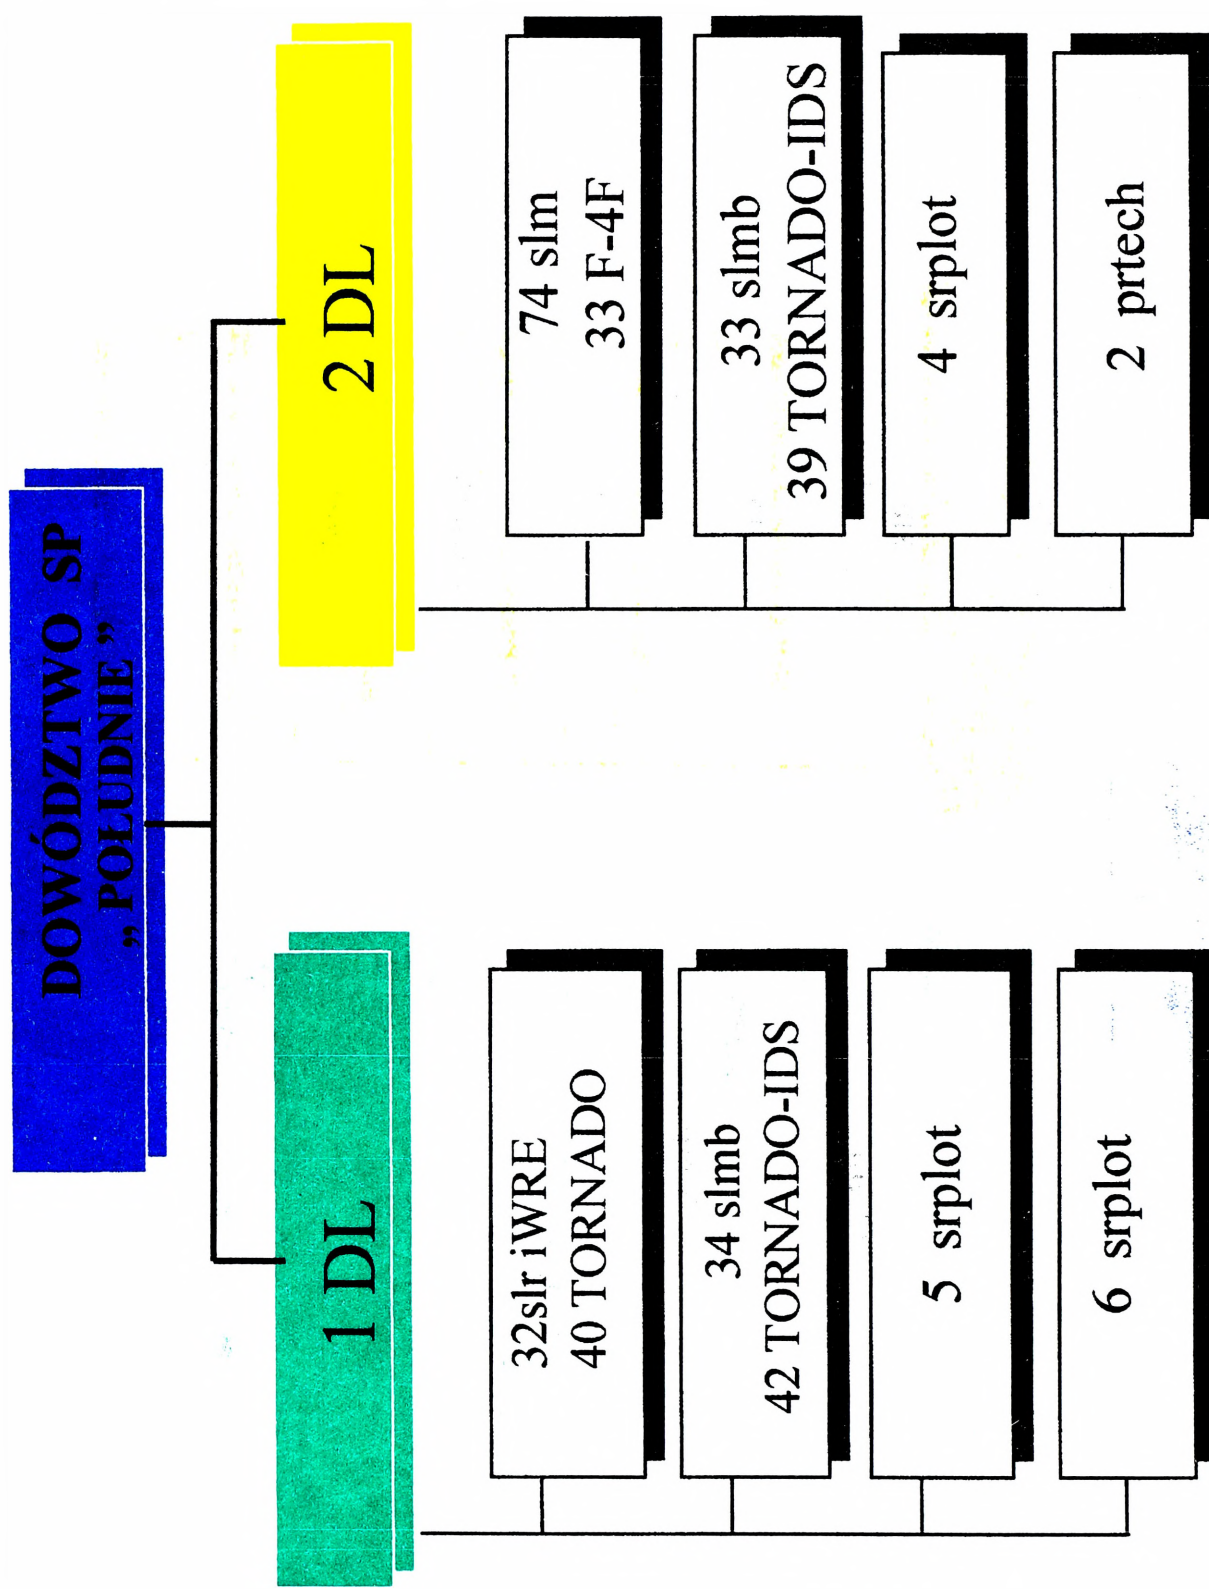 DOWÓDZTWO SP
„ POŁUDNIE ”
1 DL
32slr iWRE
40 TORNADO
34 slmb
42 TORNADO-IDS
5 srplot
6 srplot
2 DL
74 slm
33 F-4F
33 slmb
39 TORNADO-IDS
4 srplot
2 prtech